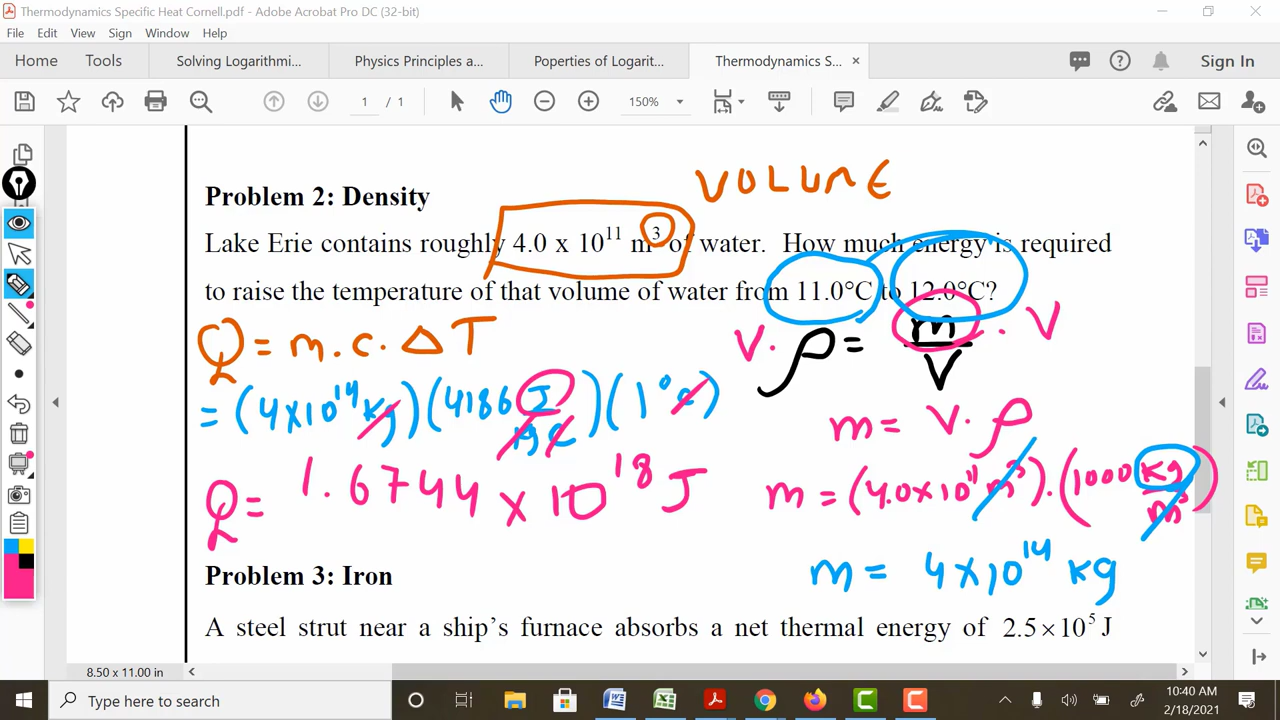 Thermodynamics Specific Heat Cornell.pdf - Adobe Acrobat Pro DC (32-bit)
File Edit View Sign Window Help
Home Tools Solving Logarithmi... Physics Principles a... Poperties of Logarit... Thermodynamics S... × Sign In
1 / 1 150%
Problem 2: Density
VOLUME
Lake Erie contains roughly 4.0 x 10¹¹ m³ of water. How much energy is required
to raise the temperature of that volume of water from 11.0°C to 12.0°C?
Q = m.c.ΔT
V. ρ = m/V . V
= (4x10¹⁴ kg)(4186 J/kg°C)(1°C)
m = V. ρ
Q = 1.6744 x 10¹⁸ J
m = (4.0x10¹¹ m³).(1000 kg/m³)
m = 4x10¹⁴ kg
Problem 3: Iron
A steel strut near a ship's furnace absorbs a net thermal energy of 2.5×10⁵ J
8.50 x 11.00 in
Type here to search
10:40 AM
2/18/2021